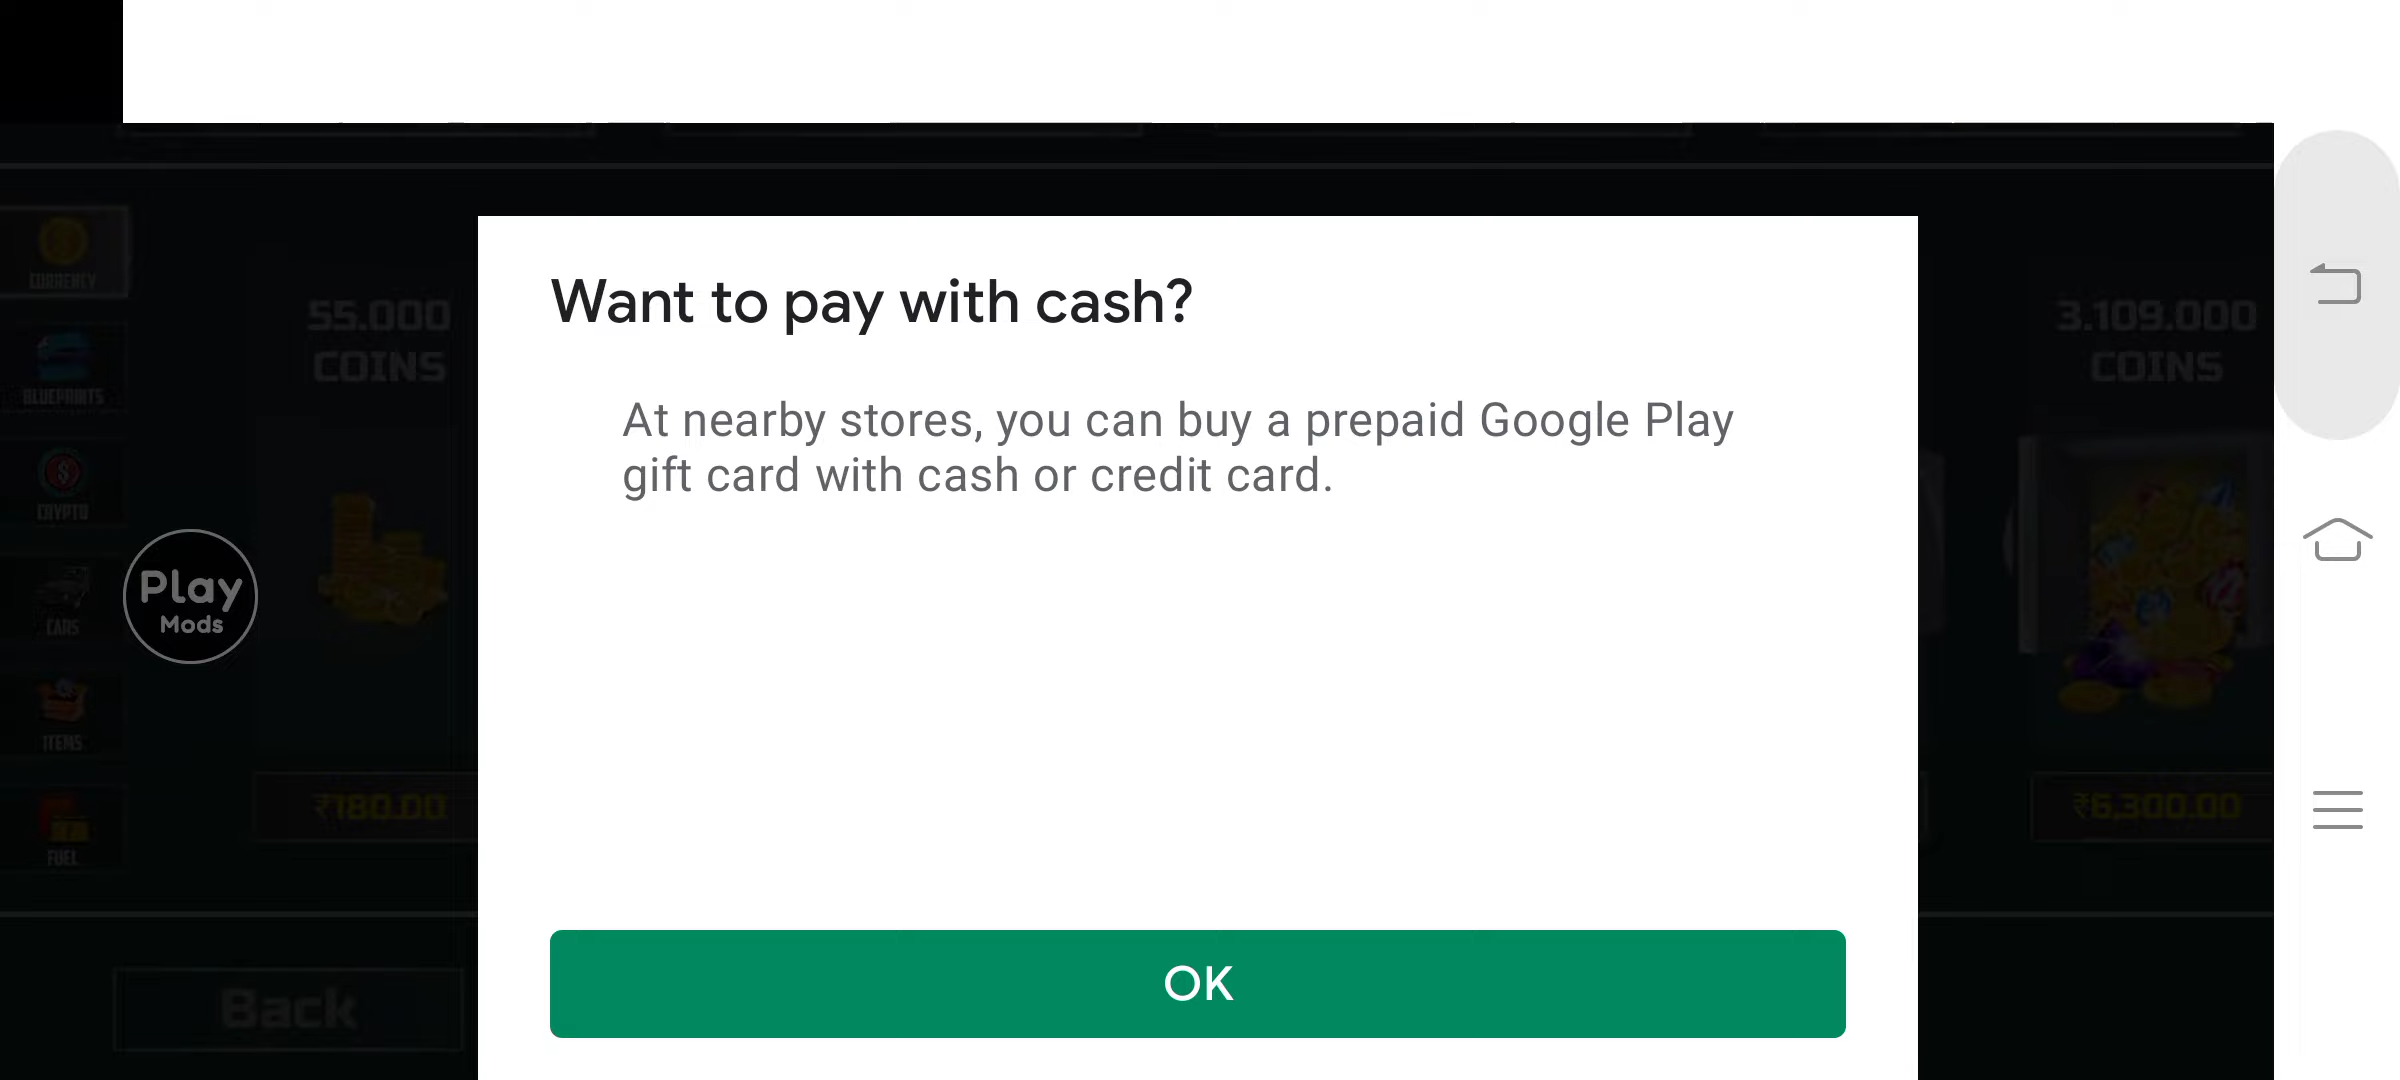 Want to pay with cash?
At nearby stores, you can buy a prepaid Google Play
gift card with cash or credit card.
OK
CURRENCY
BLUEPRINTS
CRYPTO
CARS
ITEMS
FUEL
Play
Mods
55.000
COINS
₹180.00
3.109.000
COINS
₹6,300.00
Back